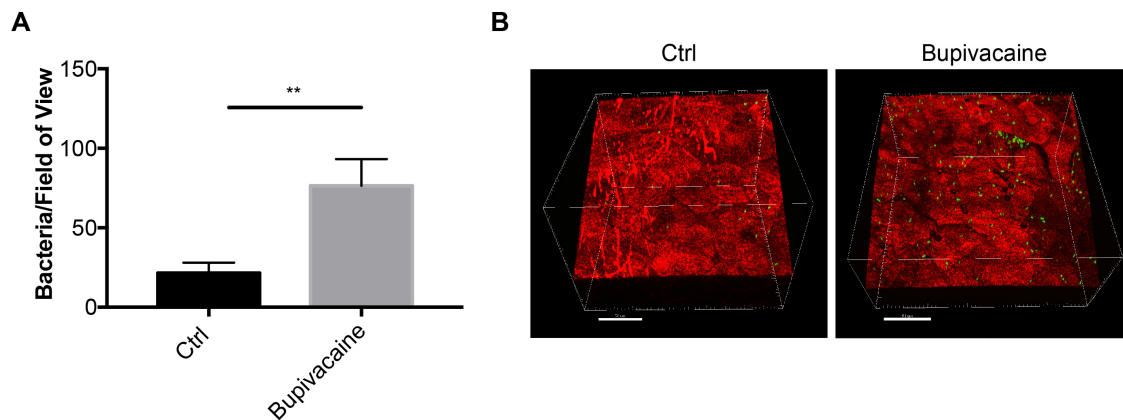 A
Bacteria/Field of View
150
100
50
0
**
Ctrl
Bupivacaine
B
Ctrl
Bupivacaine